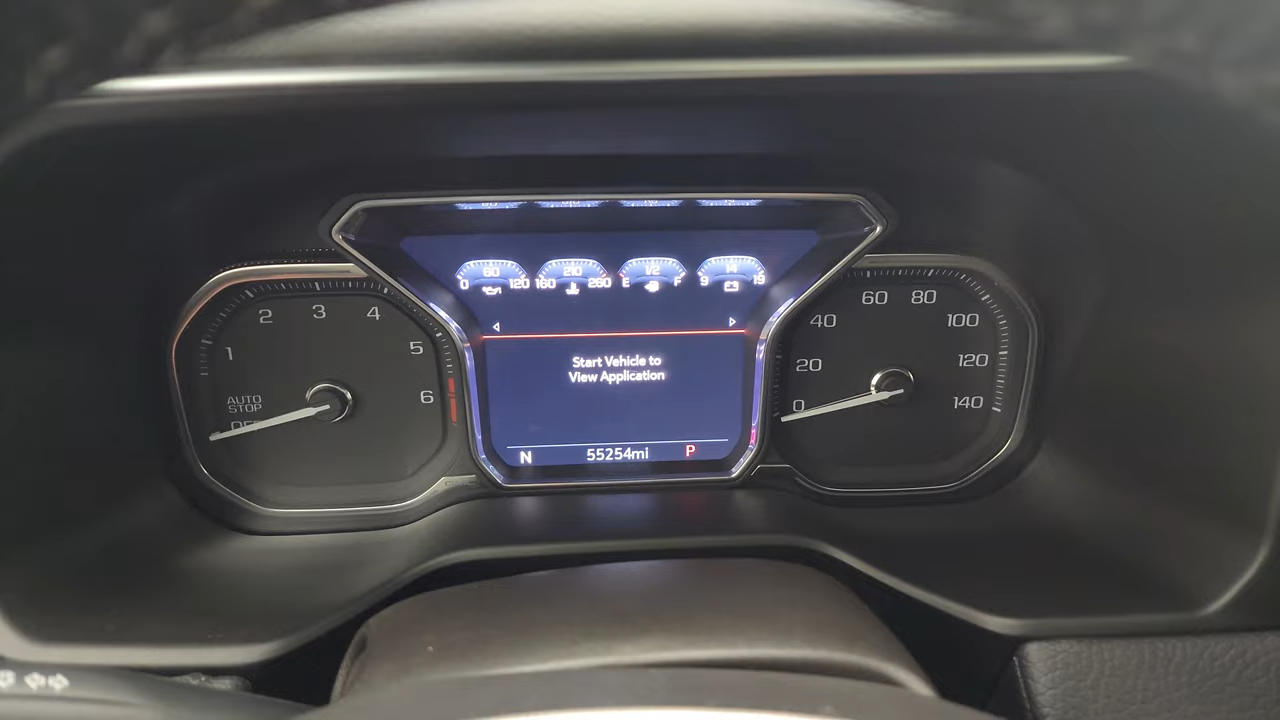 60 210 1/2 14
0 120 160 260 E F 9 19
Start Vehicle to
View Application
N 55254mi P
1 2 3 4 5 6
AUTO
STOP
0 20 40 60 80 100 120 140